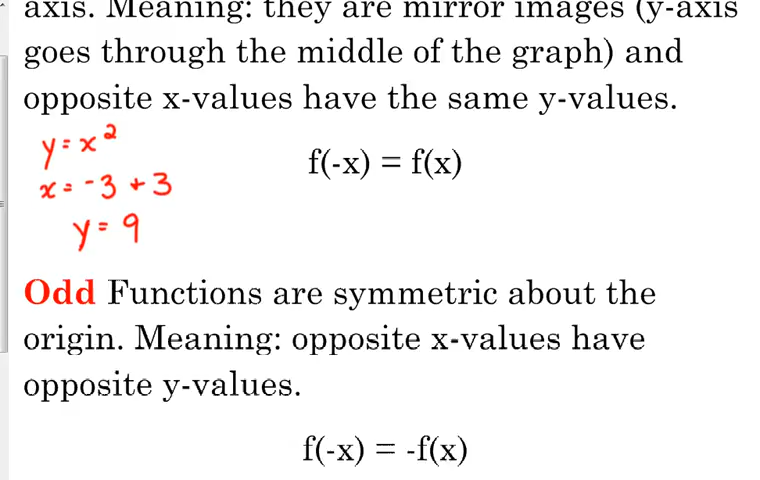 axis. Meaning: they are mirror images (y-axis
goes through the middle of the graph) and
opposite x-values have the same y-values.
y = x²
f(-x) = f(x)
x = -3 + 3
y = 9
Odd Functions are symmetric about the
origin. Meaning: opposite x-values have
opposite y-values.
f(-x) = -f(x)